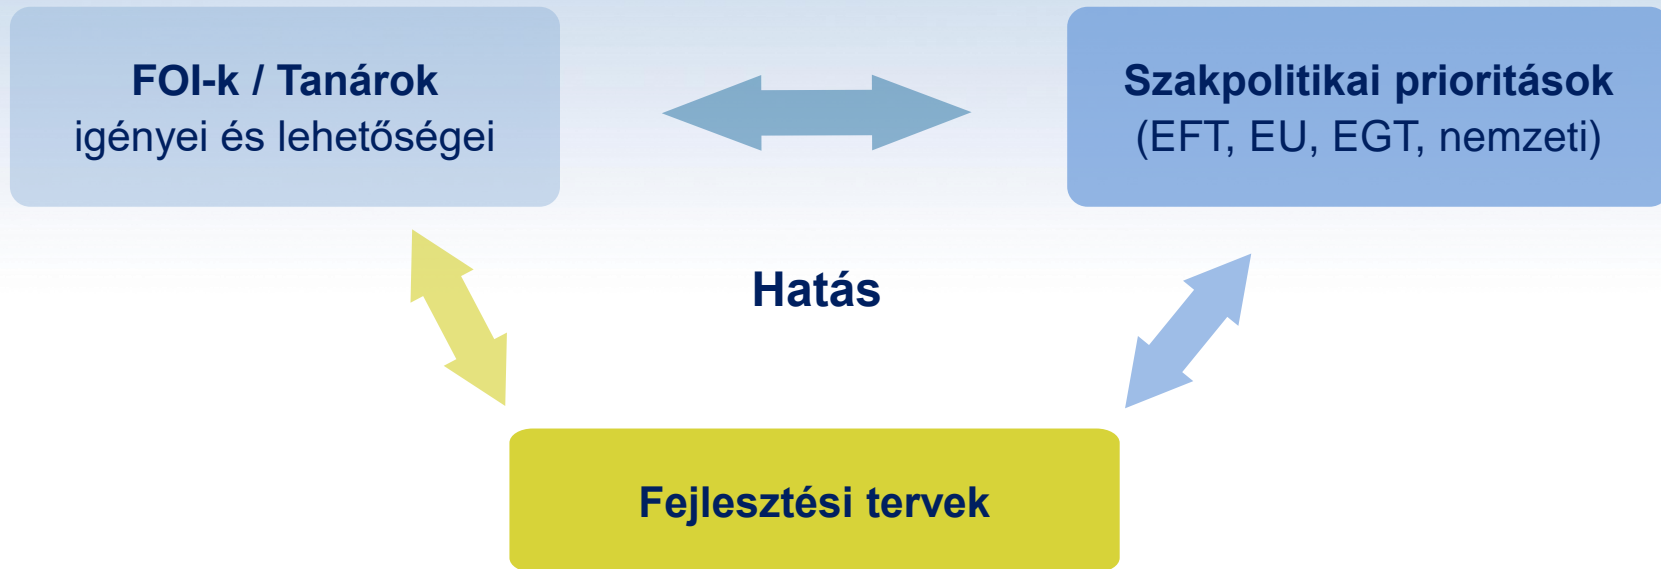 FOI-k / Tanárok
igényei és lehetőségei
Szakpolitikai prioritások
(EFT, EU, EGT, nemzeti)
Hatás
Fejlesztési tervek